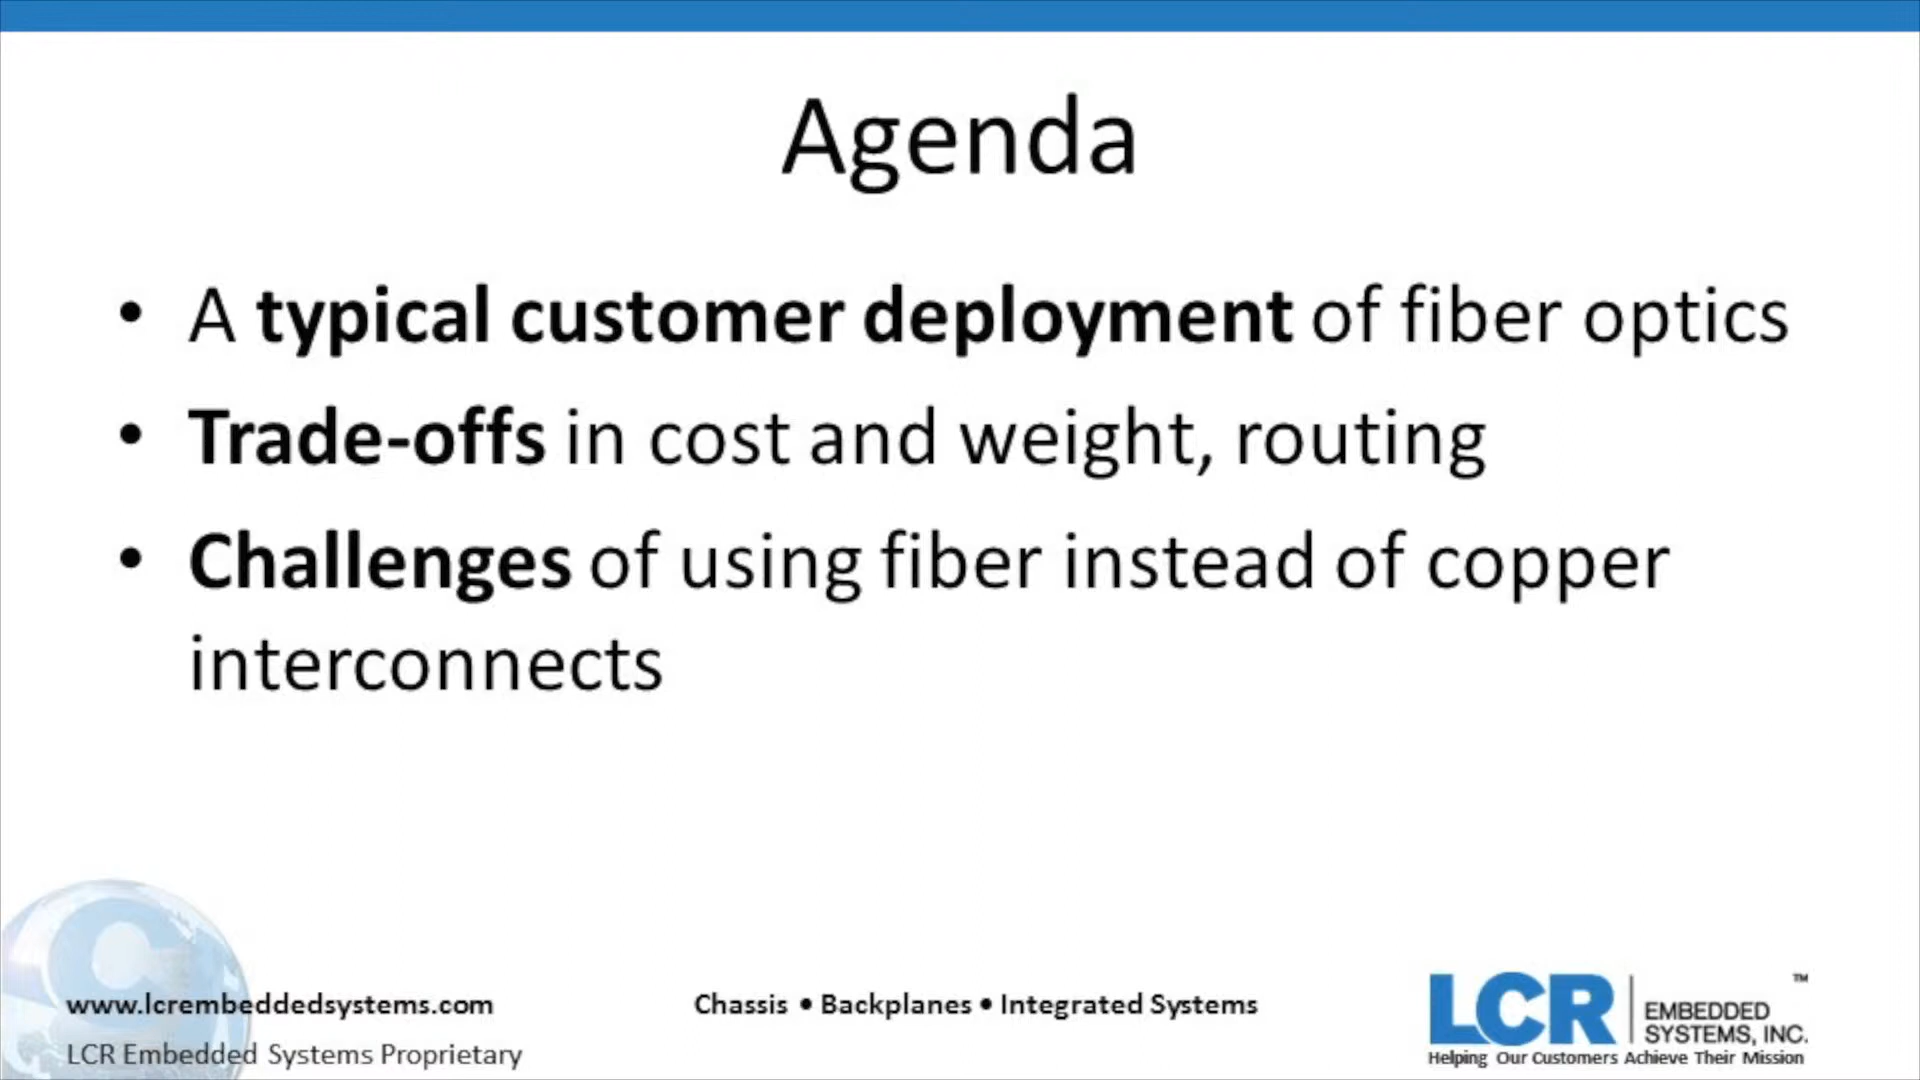 Agenda
• A typical customer deployment of fiber optics
• Trade-offs in cost and weight, routing
• Challenges of using fiber instead of copper
interconnects
www.lcrembeddedsystems.com
LCR Embedded Systems Proprietary
Chassis • Backplanes • Integrated Systems
LCR
EMBEDDED
SYSTEMS, INC.
™
Helping Our Customers Achieve Their Mission